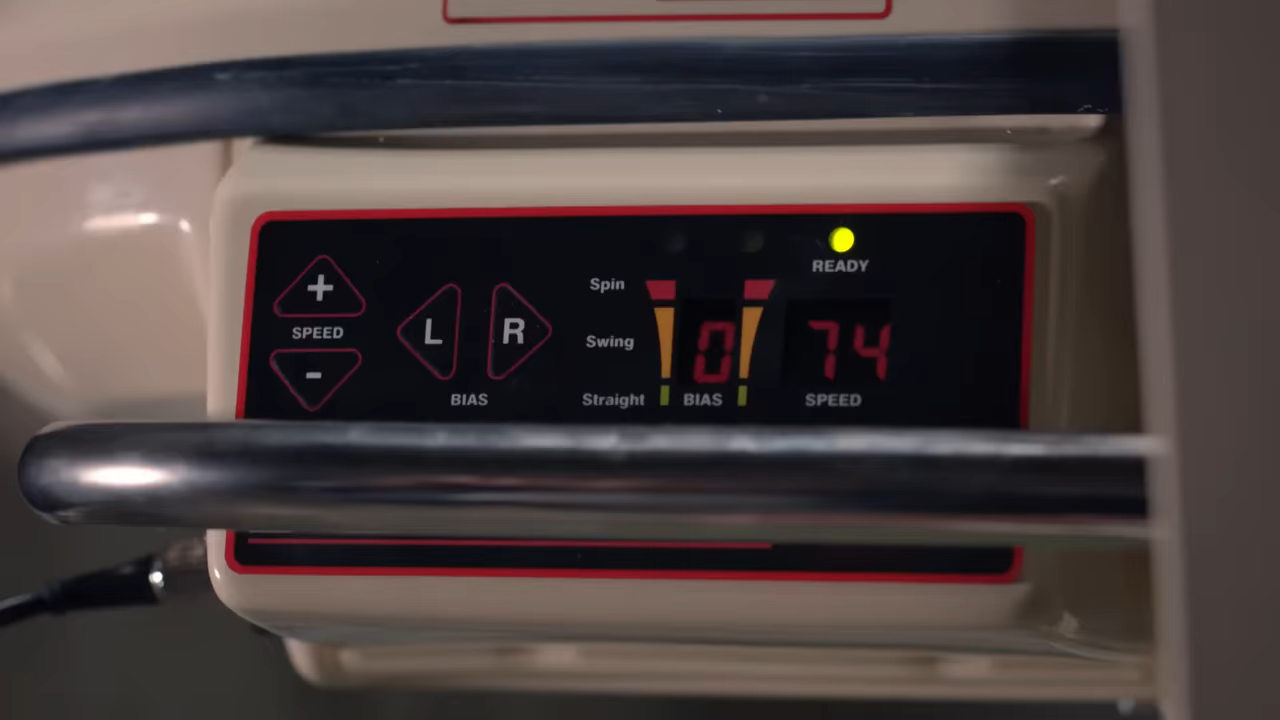 READY
+
SPEED
-
L R
BIAS
Spin
Swing
Straight
0
BIAS
74
SPEED